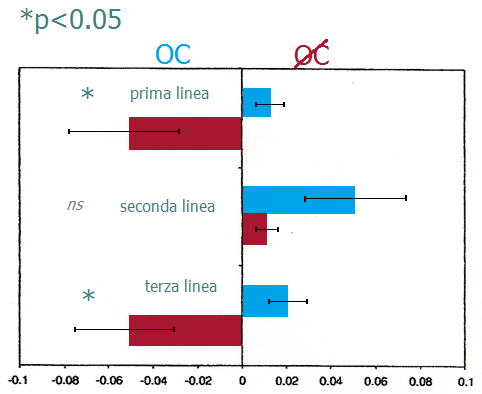 *p<0.05
OC OC
* prima linea
ns seconda linea
* terza linea
-0.1 -0.08 -0.06 -0.04 -0.02 0 0.02 0.04 0.06 0.08 0.1